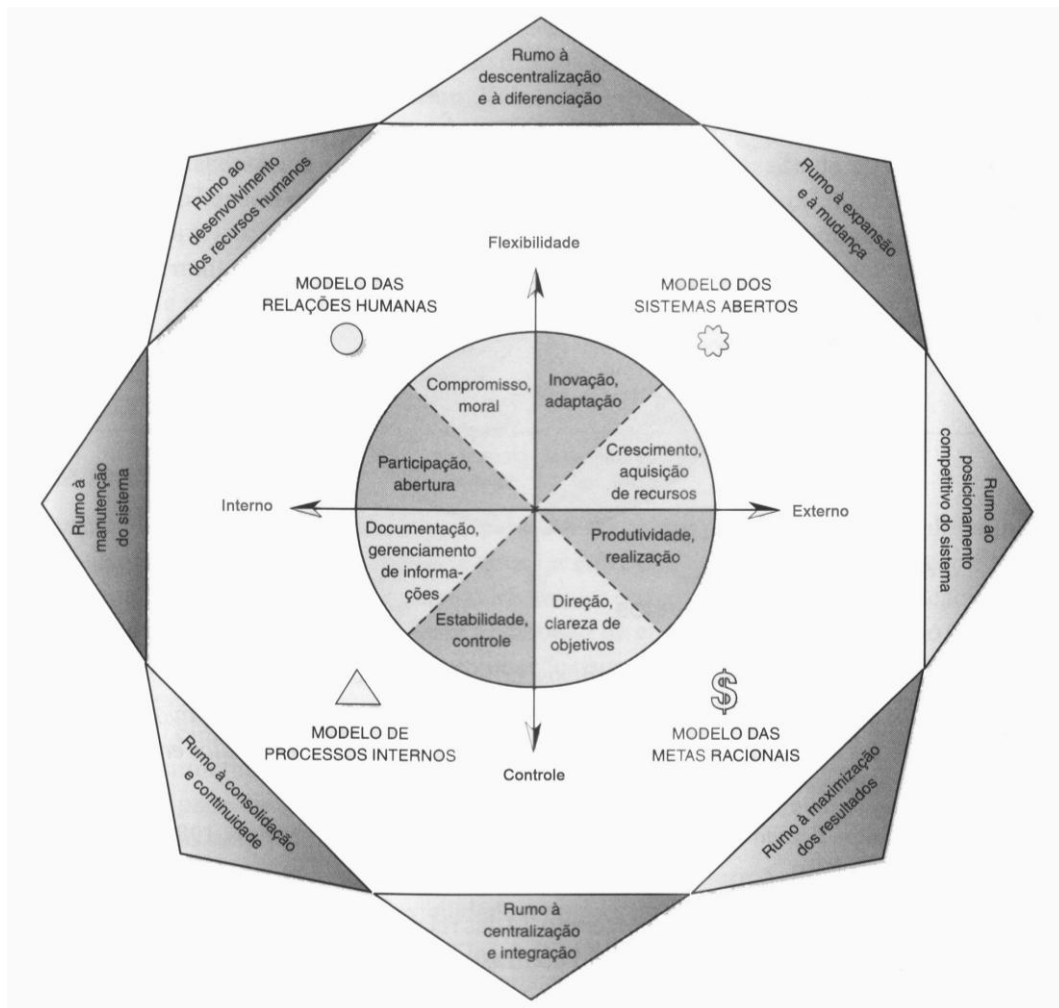 Rumo à
descentralização
e à diferenciação
Rumo ao
desenvolvimento
dos recursos humanos
Rumo à expansão
e à mudança
Flexibilidade
MODELO DAS
RELAÇÕES HUMANAS
MODELO DOS
SISTEMAS ABERTOS
Compromisso,
moral
Inovação,
adaptação
Participação,
abertura
Crescimento,
aquisição
de recursos
Rumo à
manutenção
do sistema
Interno
Externo
Rumo ao
posicionamento
competitivo do sistema
Documentação,
gerenciamento
de informa-
ções
Produtividade,
realização
Estabilidade,
controle
Direção,
clareza de
objetivos
$
MODELO DE
PROCESSOS INTERNOS
MODELO DAS
METAS RACIONAIS
Controle
Rumo à consolidação
e continuidade
Rumo à maximização
dos resultados
Rumo à
centralização
e integração